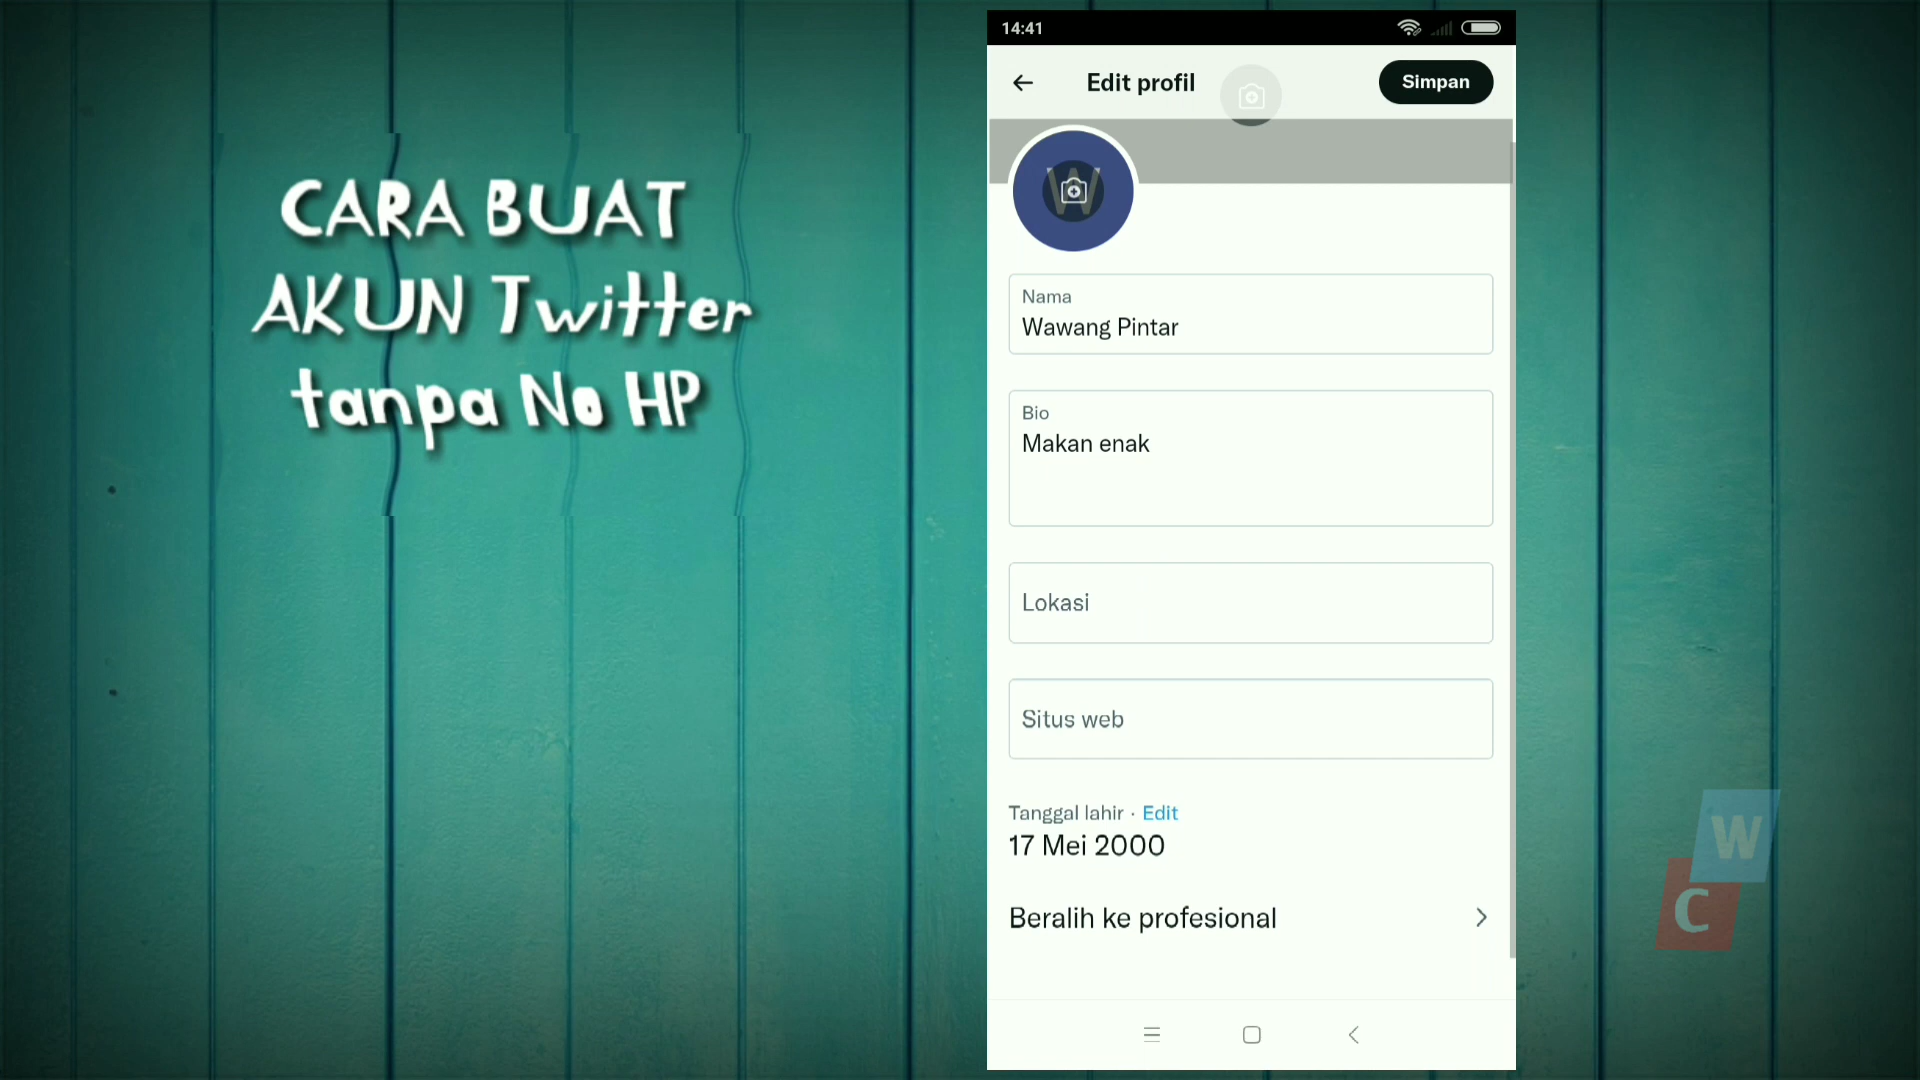 CARA BUAT
AKUN Twitter
tanpa No HP
14:41
Edit profil
Simpan
W
Nama
Wawang Pintar
Bio
Makan enak
Lokasi
Situs web
Tanggal lahir · Edit
17 Mei 2000
Beralih ke profesional
W
C